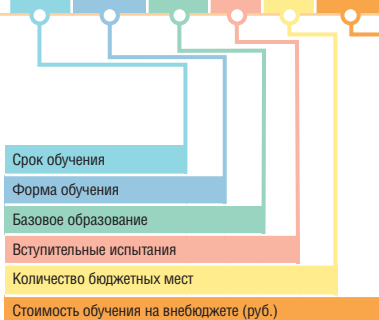 Срок обучения
Форма обучения
Базовое образование
Вступительные испытания
Количество бюджетных мест
Стоимость обучения на внебюджете (руб.)